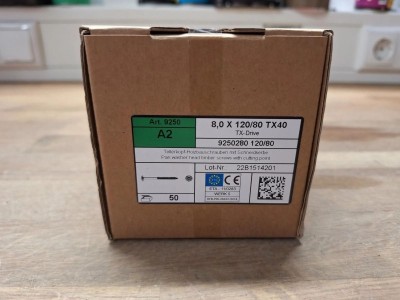 Art. 9250
A2
8,0 X 120/80 TX40
TX-Drive
9250280 120/80
Tellerkopf-Holzbauschrauben mit Schneidkerbe
Flat washer head timber screws with cutting point
Lot-Nr.: 22B1514201
50